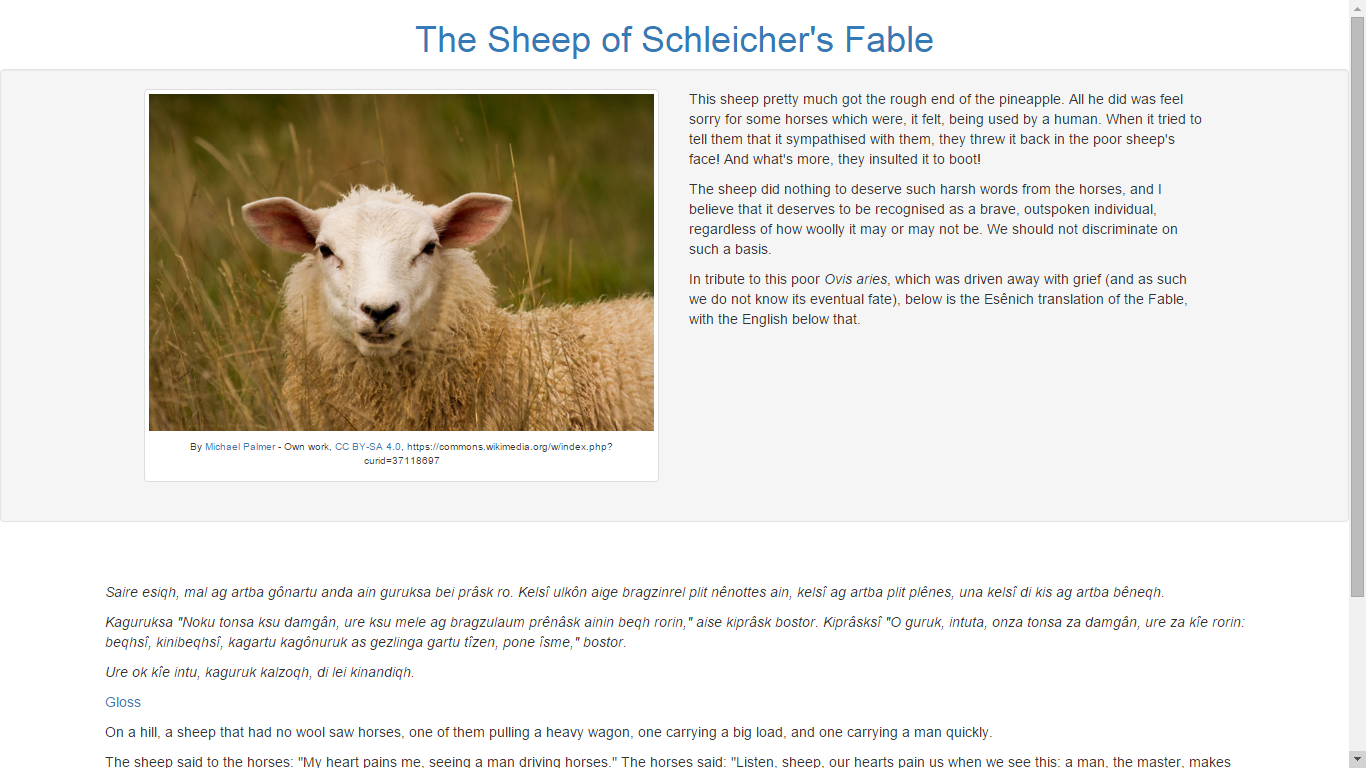 The Sheep of Schleicher's Fable
This sheep pretty much got the rough end of the pineapple. All he did was feel
sorry for some horses which were, it felt, being used by a human. When it tried to
tell them that it sympathised with them, they threw it back in the poor sheep's
face! And what's more, they insulted it to boot!
The sheep did nothing to deserve such harsh words from the horses, and I
believe that it deserves to be recognised as a brave, outspoken individual,
regardless of how woolly it may or may not be. We should not discriminate on
such a basis.
In tribute to this poor Ovis aries, which was driven away with grief (and as such
we do not know its eventual fate), below is the Esênich translation of the Fable,
with the English below that.
By Michael Palmer - Own work, CC BY-SA 4.0, https://commons.wikimedia.org/w/index.php?
curid=37118697
Saire esiqh, mal ag artba gônartu anda ain guruksa bei prâsk ro. Kelsî ulkôn aige bragzinrel plit nênottes ain, kelsî ag artba plit plênes, una kelsî di kis ag artba bêneqh.
Kaguruksa "Noku tonsa ksu damgân, ure ksu mele ag bragzulaum prênâsk ainin beqh rorin," aise kiprâsk bostor. Kiprâsksî "O guruk, intuta, onza tonsa za damgân, ure za kîe rorin:
beqhsî, kinibeqhsî, kagartu kagônuruk as gezlinga gartu tîzen, pone îsme," bostor.
Ure ok kîe intu, kaguruk kalzoqh, di lei kinandiqh.
Gloss
On a hill, a sheep that had no wool saw horses, one of them pulling a heavy wagon, one carrying a big load, and one carrying a man quickly.
The sheep said to the horses: "My heart pains me, seeing a man driving horses." The horses said: "Listen, sheep, our hearts pain us when we see this: a man, the master, makes